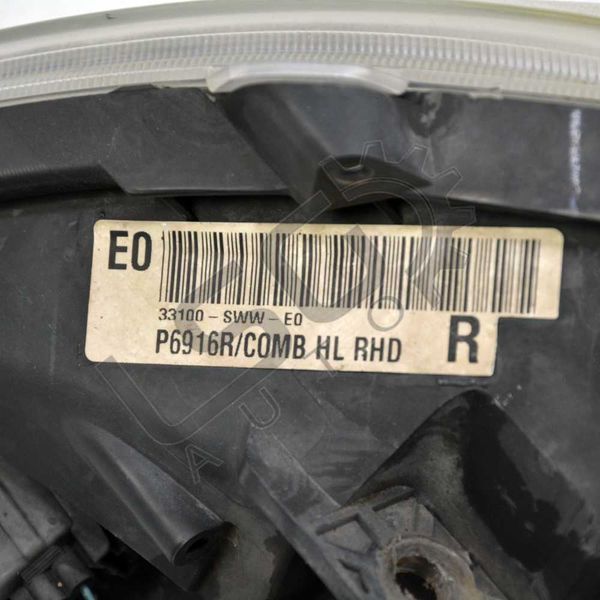 E0
33100-SWW-E0
P6916R/COMB HL RHD
R